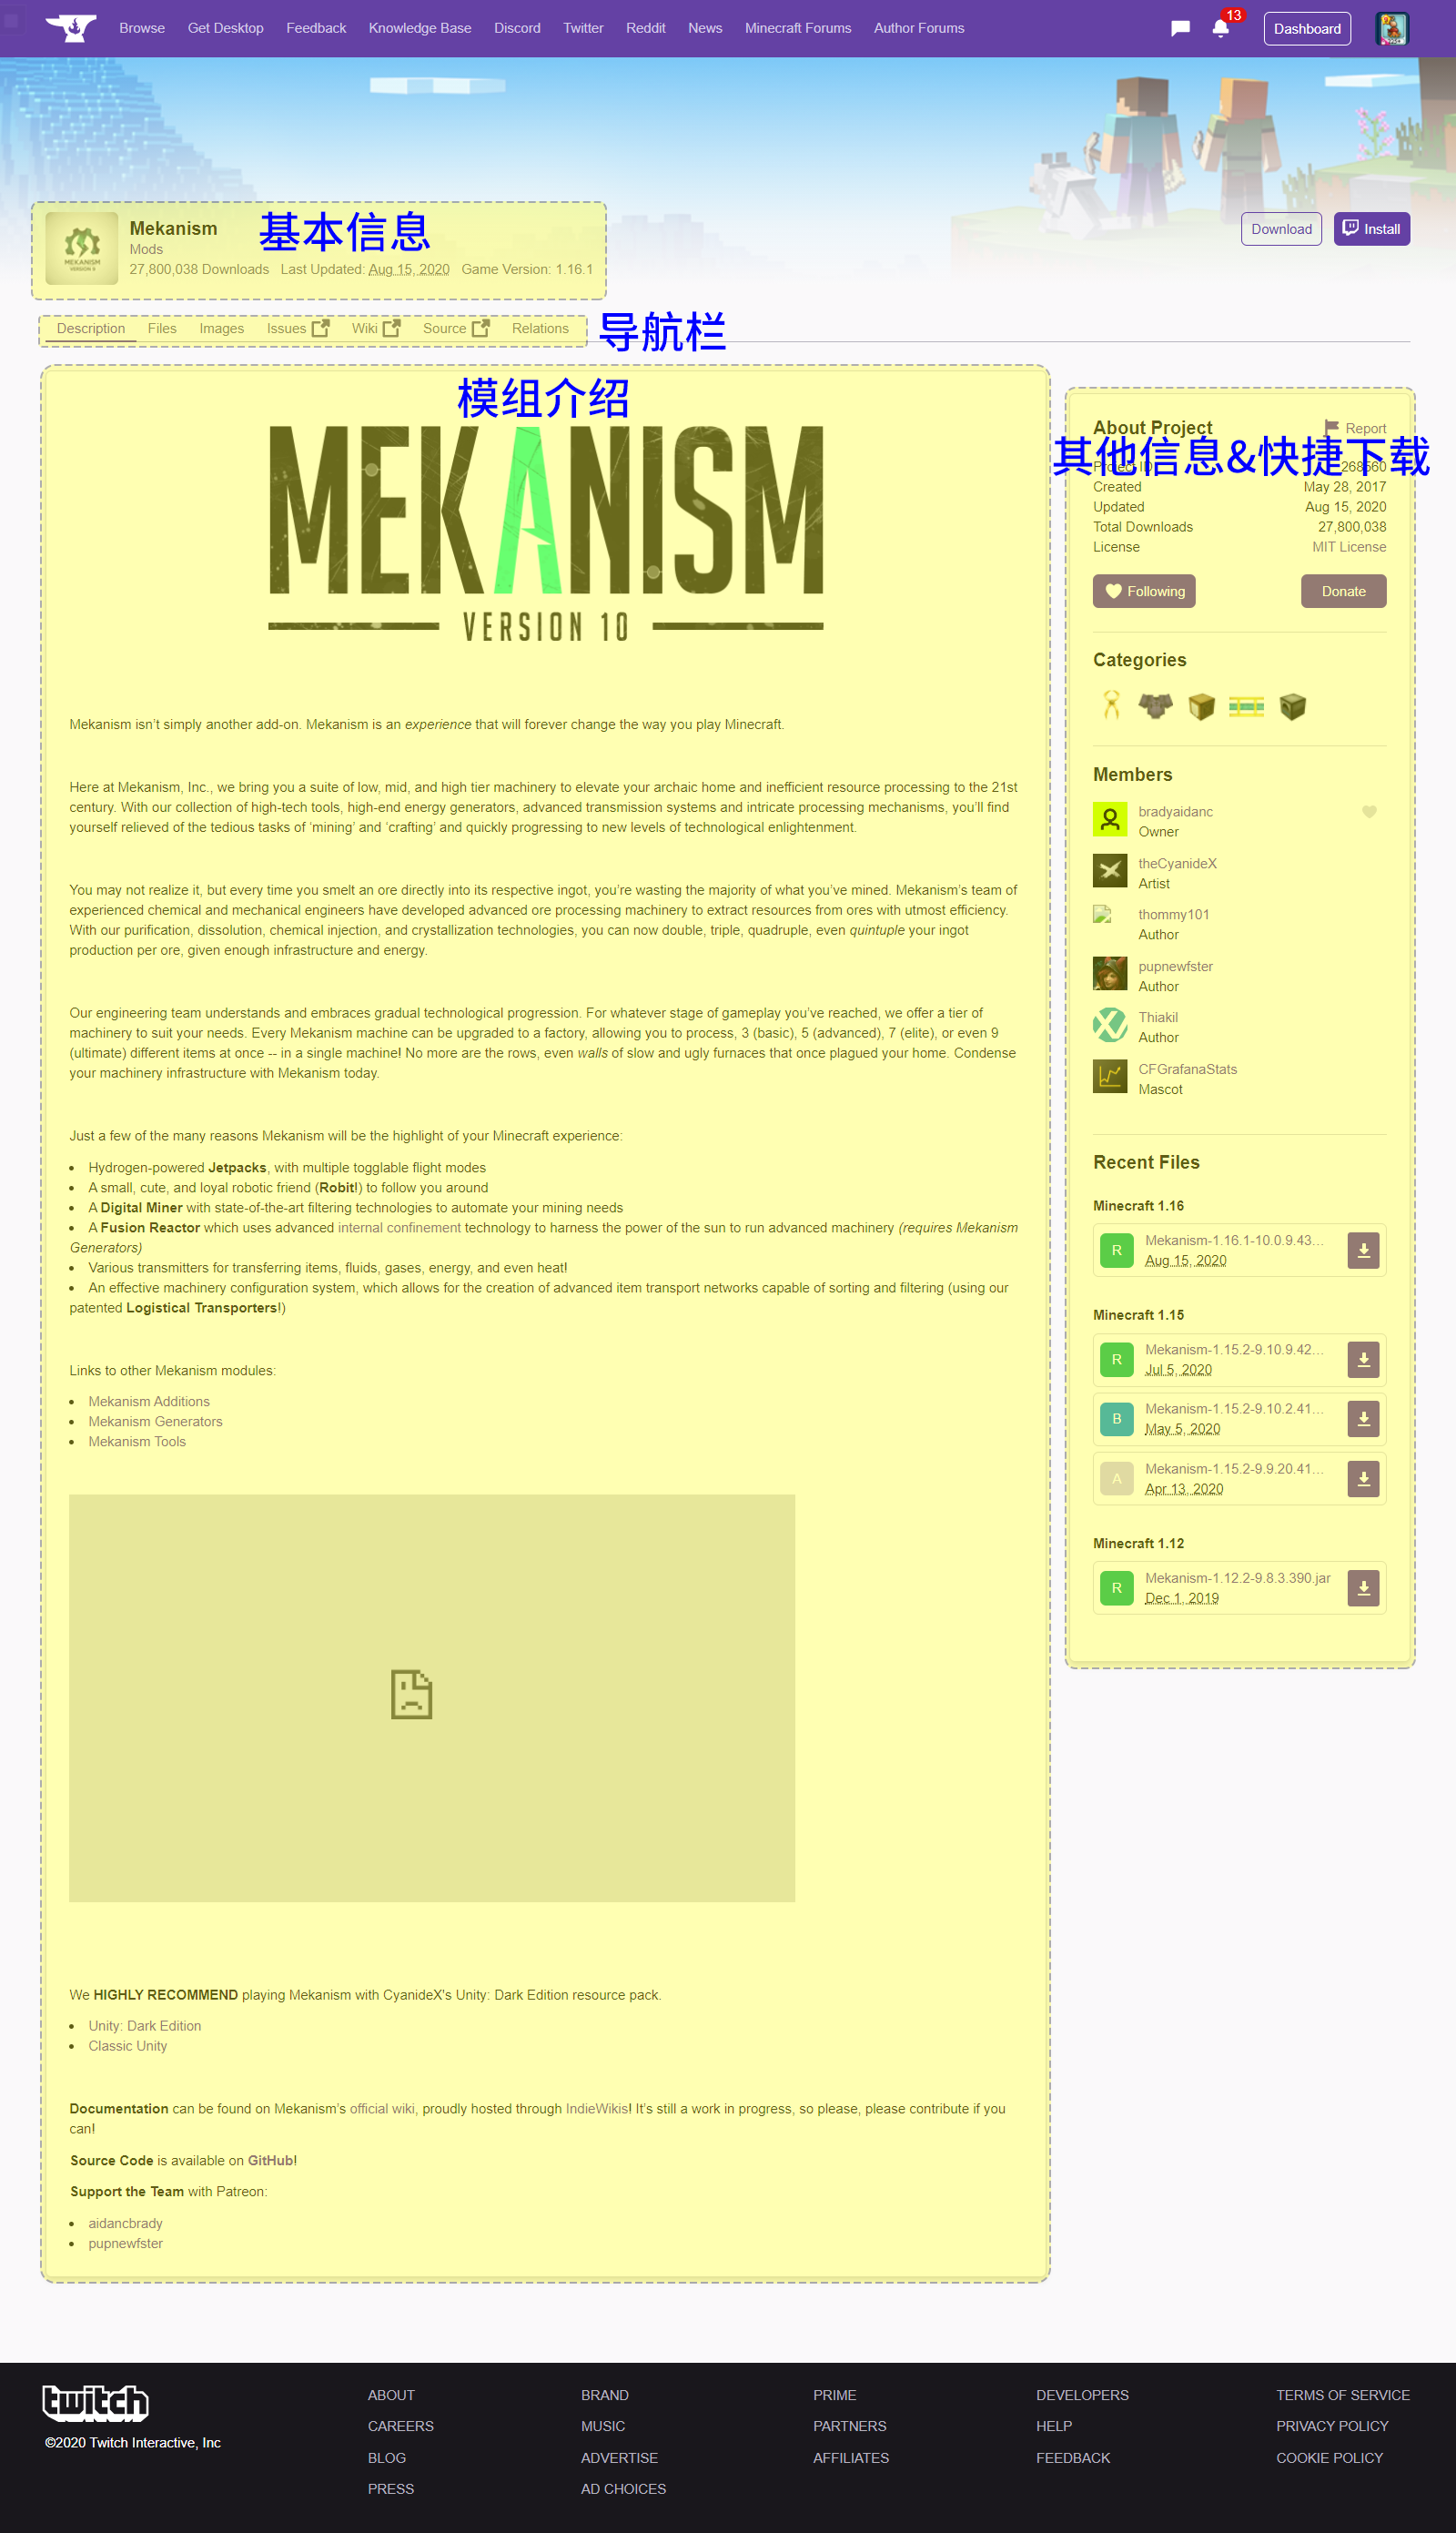 Browse Get Desktop Feedback Knowledge Base Discord Twitter Reddit News Minecraft Forums Author Forums 13 Dashboard
Mekanism
基本信息
Mods
27,800,038 Downloads Last Updated: Aug 15, 2020 Game Version: 1.16.1
Download Install
Description Files Images Issues Wiki Source Relations
导航栏
模组介绍
MEKANISM
VERSION 10
Mekanism isn't simply another add-on. Mekanism is an experience that will forever change the way you play Minecraft.
Here at Mekanism, Inc., we bring you a suite of low, mid, and high tier machinery to elevate your archaic home and inefficient resource processing to the 21st
century. With our collection of high-tech tools, high-end energy generators, advanced transmission systems and intricate processing mechanisms, you'll find
yourself relieved of the tedious tasks of ‘mining’ and ‘crafting’ and quickly progressing to new levels of technological enlightenment.
You may not realize it, but every time you smelt an ore directly into its respective ingot, you're wasting the majority of what you've mined. Mekanism's team of
experienced chemical and mechanical engineers have developed advanced ore processing machinery to extract resources from ores with utmost efficiency.
With our purification, dissolution, chemical injection, and crystallization technologies, you can now double, triple, quadruple, even quintuple your ingot
production per ore, given enough infrastructure and energy.
Our engineering team understands and embraces gradual technological progression. For whatever stage of gameplay you've reached, we offer a tier of
machinery to suit your needs. Every Mekanism machine can be upgraded to a factory, allowing you to process, 3 (basic), 5 (advanced), 7 (elite), or even 9
(ultimate) different items at once -- in a single machine! No more are the rows, even walls of slow and ugly furnaces that once plagued your home. Condense
your machinery infrastructure with Mekanism today.
Just a few of the many reasons Mekanism will be the highlight of your Minecraft experience:
• Hydrogen-powered Jetpacks, with multiple togglable flight modes
• A small, cute, and loyal robotic friend (Robit!) to follow you around
• A Digital Miner with state-of-the-art filtering technologies to automate your mining needs
• A Fusion Reactor which uses advanced internal confinement technology to harness the power of the sun to run advanced machinery (requires Mekanism
Generators)
• Various transmitters for transferring items, fluids, gases, energy, and even heat!
• An effective machinery configuration system, which allows for the creation of advanced item transport networks capable of sorting and filtering (using our
patented Logistical Transporters!)
Links to other Mekanism modules:
• Mekanism Additions
• Mekanism Generators
• Mekanism Tools
We HIGHLY RECOMMEND playing Mekanism with CyanideX's Unity: Dark Edition resource pack.
• Unity: Dark Edition
• Classic Unity
Documentation can be found on Mekanism's official wiki, proudly hosted through IndieWikis! It's still a work in progress, so please, please contribute if you
can!
Source Code is available on GitHub!
Support the Team with Patreon:
• aidancbrady
• pupnewfster
About Project Report
其他信息&快捷下载
Project ID 268560
Created May 28, 2017
Updated Aug 15, 2020
Total Downloads 27,800,038
License MIT License
Following Donate
Categories
Members
bradyaidanc
Owner
theCyanideX
Artist
thommy101
Author
pupnewfster
Author
Thiakil
Author
CFGrafanaStats
Mascot
Recent Files
Minecraft 1.16
R Mekanism-1.16.1-10.0.9.43...
Aug 15, 2020
Minecraft 1.15
R Mekanism-1.15.2-9.10.9.42...
Jul 5, 2020
B Mekanism-1.15.2-9.10.2.41...
May 5, 2020
A Mekanism-1.15.2-9.9.20.41...
Apr 13, 2020
Minecraft 1.12
R Mekanism-1.12.2-9.8.3.390.jar
Dec 1, 2019
twitch
©2020 Twitch Interactive, Inc
ABOUT BRAND PRIME DEVELOPERS TERMS OF SERVICE
CAREERS MUSIC PARTNERS HELP PRIVACY POLICY
BLOG ADVERTISE AFFILIATES FEEDBACK COOKIE POLICY
PRESS AD CHOICES